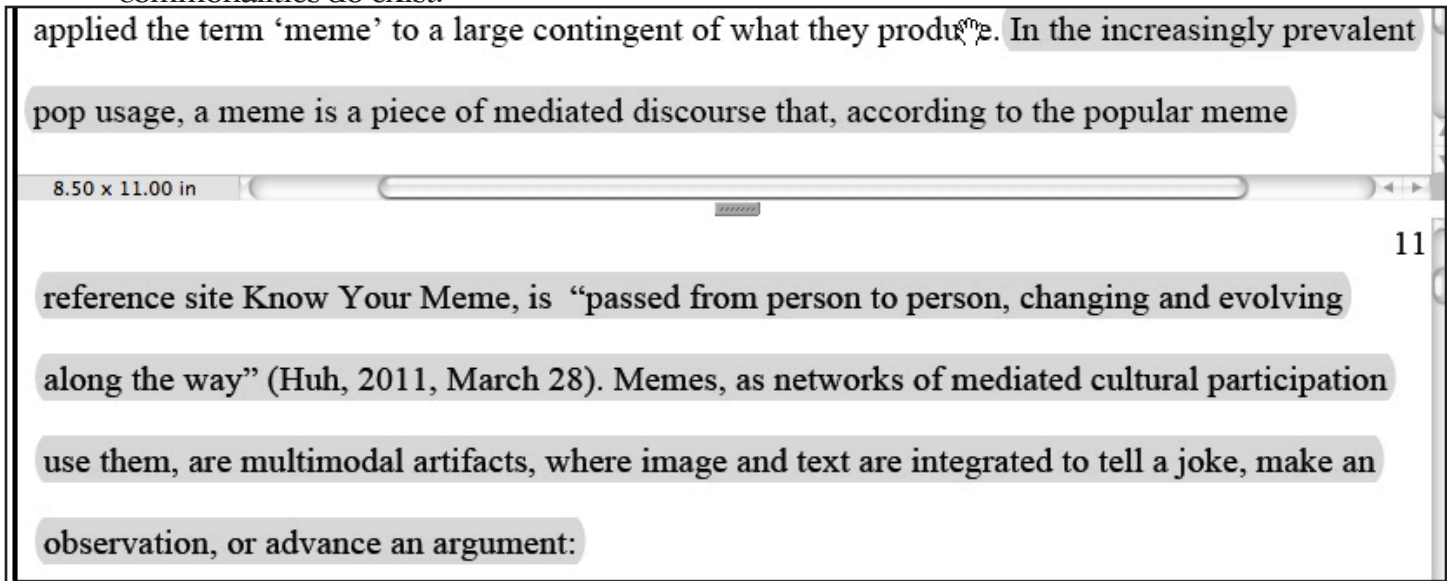 commonalities do exist.
applied the term ‘meme’ to a large contingent of what they produce. In the increasingly prevalent
pop usage, a meme is a piece of mediated discourse that, according to the popular meme
8.50 x 11.00 in
11
reference site Know Your Meme, is “passed from person to person, changing and evolving
along the way” (Huh, 2011, March 28). Memes, as networks of mediated cultural participation
use them, are multimodal artifacts, where image and text are integrated to tell a joke, make an
observation, or advance an argument: